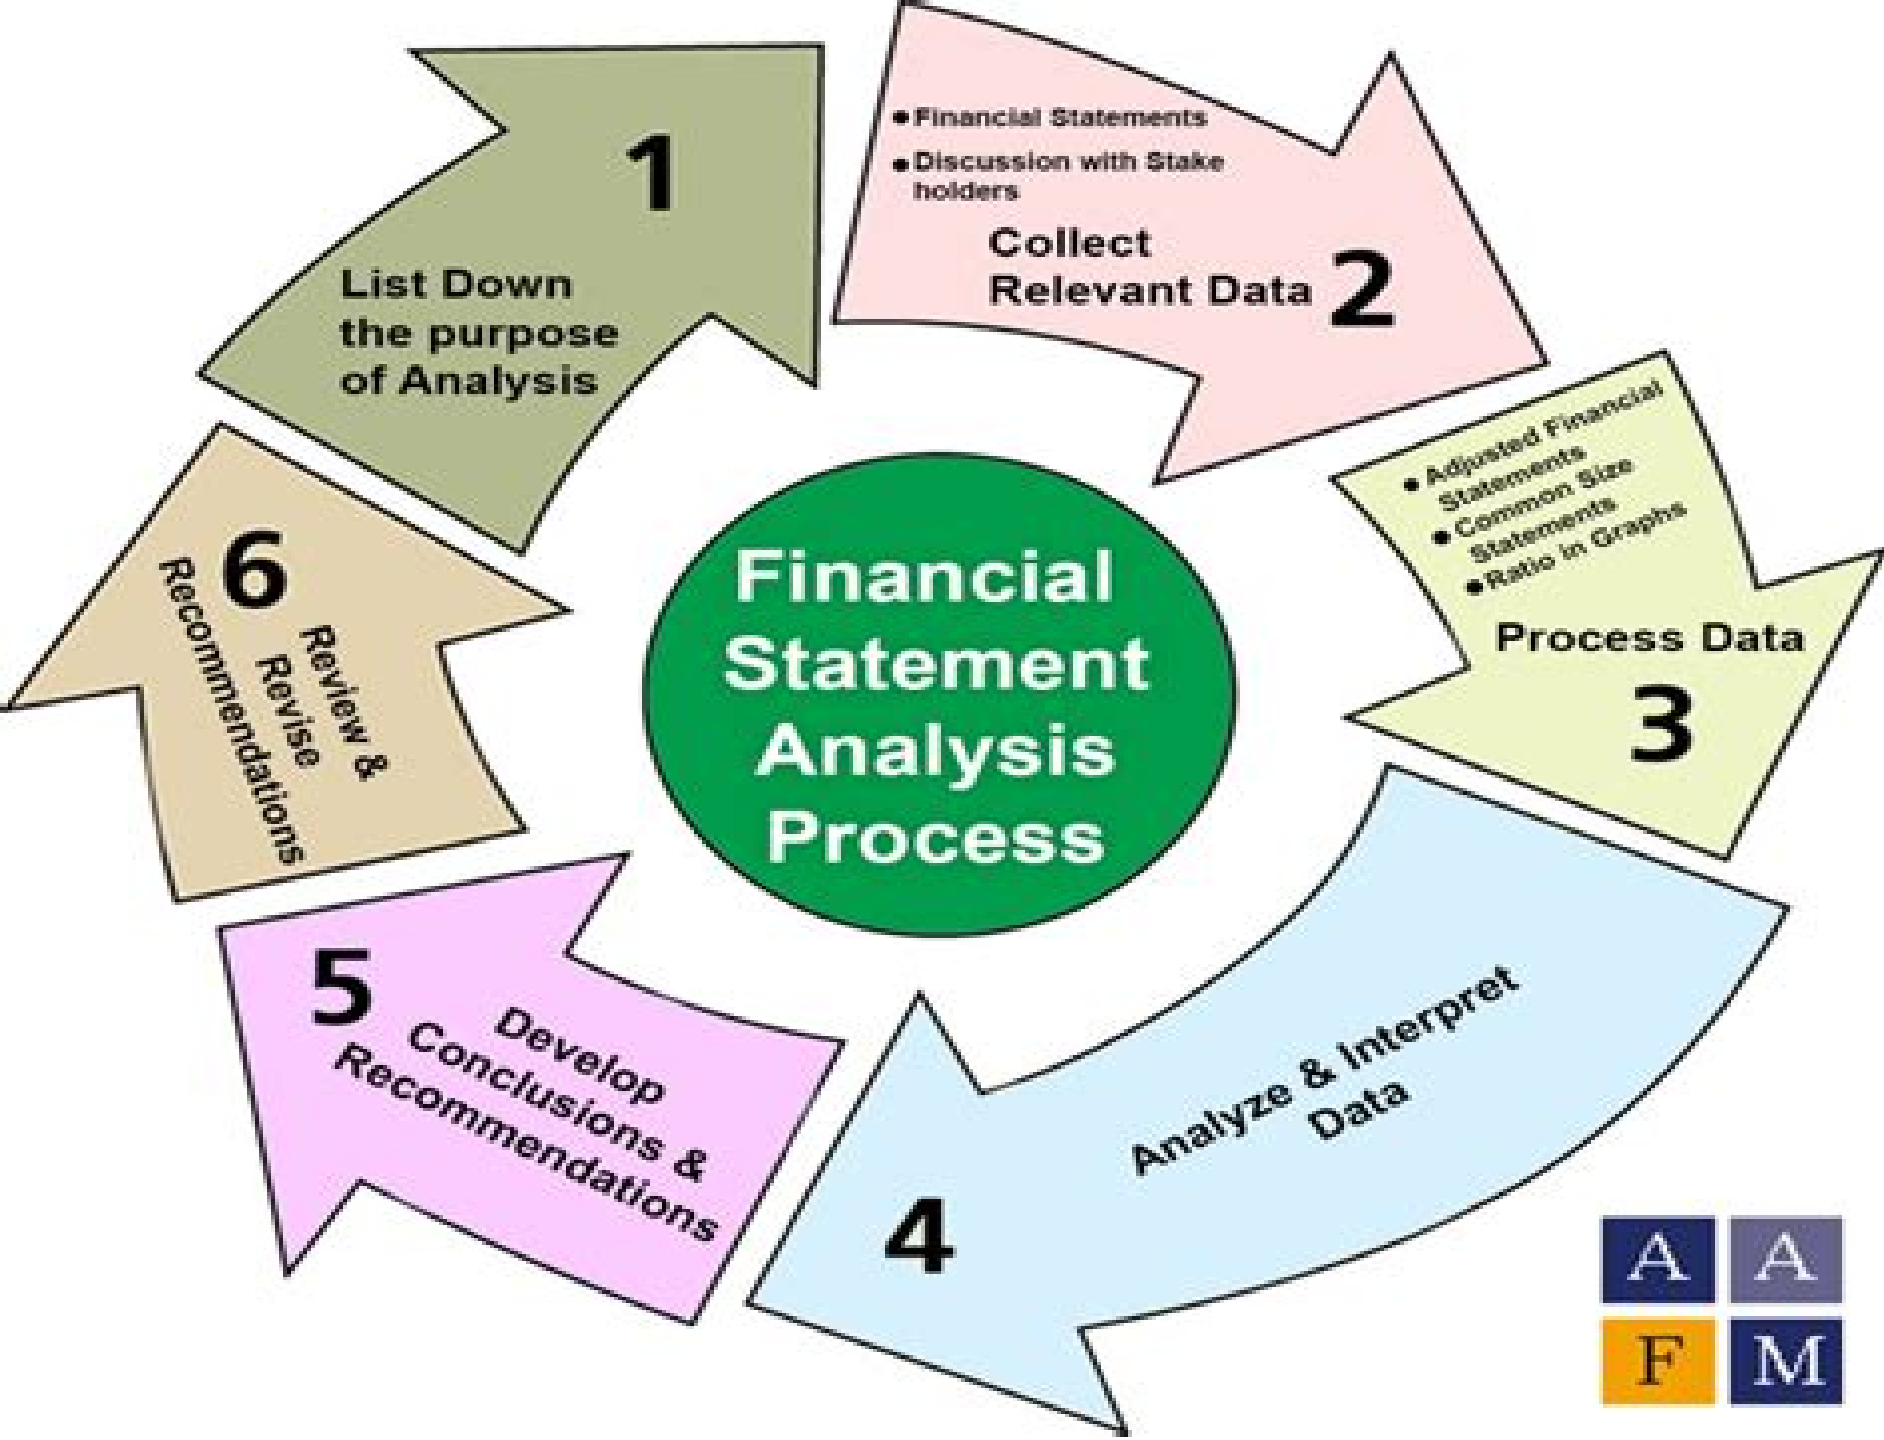 1
List Down
the purpose
of Analysis
• Financial Statements
• Discussion with Stake
holders
Collect
Relevant Data
2
• Adjusted Financial
Statements
• Common Size
Statements
• Ratio in Graphs
Process Data
3
Analyze & Interpret
Data
4
5
Develop
Conclusions &
Recommendations
6
Review &
Revise
Recommendations
Financial
Statement
Analysis
Process
A A
F M